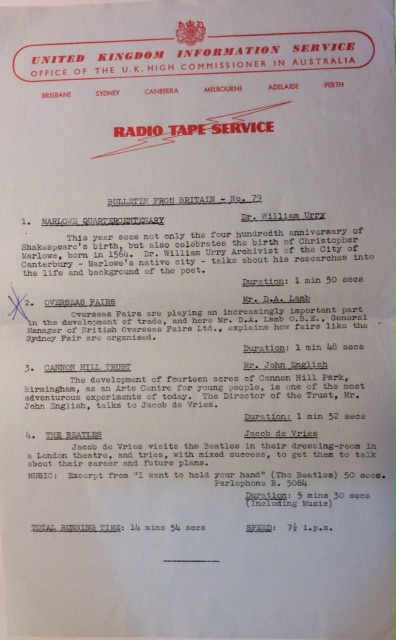 UNITED KINGDOM INFORMATION SERVICE
OFFICE OF THE U.K. HIGH COMMISSIONER IN AUSTRALIA
BRISBANE SYDNEY CANBERRA MELBOURNE ADELAIDE PERTH
RADIO TAPE SERVICE
BULLETIN FROM BRITAIN - No. 79
1. MARLOWE QUARTERCENTENARY Dr. William Urry
This year sees not only the four hundredth anniversary of
Shakespeare's birth, but also celebrates the birth of Christopher
Marlowe, born in 1564. Dr. William Urry Archivist of the City of
Canterbury - Marlowe's native city - talks about his researches into
the life and background of the poet.
Duration: 1 min 50 secs
2. OVERSEAS FAIRS Mr. D.A. Lamb
Overseas Fairs are playing an increasingly important part
in the development of trade, and here Mr. D.A. Lamb O.B.E., General
Manager of British Overseas Fairs Ltd., explains how fairs like the
Sydney Fair are organised.
Duration: 1 min 48 secs
3. CANNON HILL TRUST Mr. John English
The development of fourteen acres of Cannon Hill Park,
Birmingham, as an Arts Centre for young people, is one of the most
adventurous experiments of today. The Director of the Trust, Mr.
John English, talks to Jacob de Vries.
Duration: 1 min 52 secs
4. THE BEATLES Jacob de Vries
Jacob de Vries visits the Beatles in their dressing-room in
a London theatre, and tries, with mixed success, to get them to talk
about their career and future plans.
MUSIC: Excerpt from "I want to hold your hand" (The Beatles) 50 secs.
Parlophone R. 5084
Duration: 5 mins 30 secs
(Including Music)
TOTAL RUNNING TIME: 14 mins 54 secs SPEED: 7½ i.p.s.